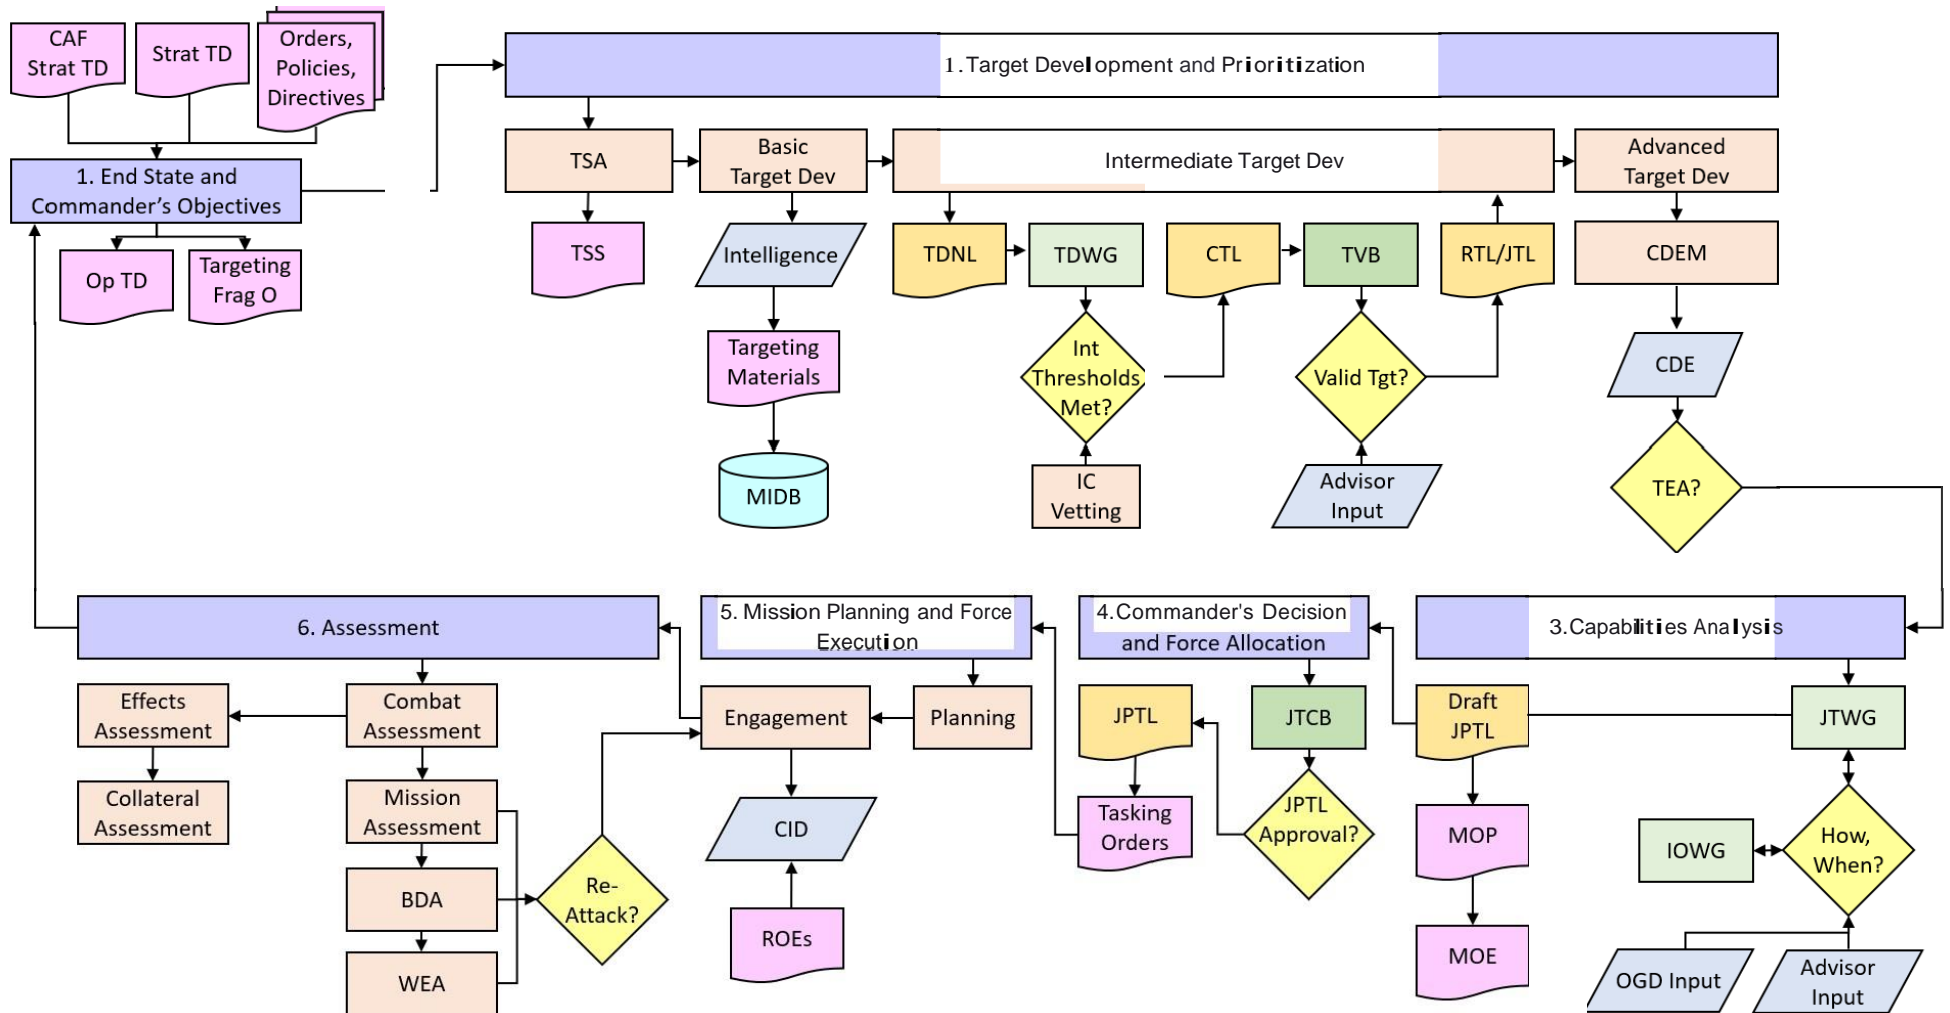 CAF
Strat TD
Strat TD
Orders,
Policies,
Directives
1. End State and
Commander's Objectives
Op TD
Targeting
Frag O
1.Target Development and Prioritization
TSA
Basic
Target Dev
Intermediate Target Dev
Advanced
Target Dev
TSS
Intelligence
TDNL
TDWG
CTL
TVB
RTL/JTL
CDEM
Targeting
Materials
Int
Thresholds
Met?
Valid Tgt?
CDE
MIDB
IC
Vetting
Advisor
Input
TEA?
6. Assessment
5. Mission Planning and Force
Execution
4.Commander's Decision
and Force Allocation
3.Capabilities Analysis
Effects
Assessment
Combat
Assessment
Engagement
Planning
JPTL
JTCB
Draft
JPTL
JTWG
Collateral
Assessment
Mission
Assessment
CID
Tasking
Orders
JPTL
Approval?
MOP
IOWG
How,
When?
BDA
Re-
Attack?
ROEs
MOE
WEA
OGD Input
Advisor
Input